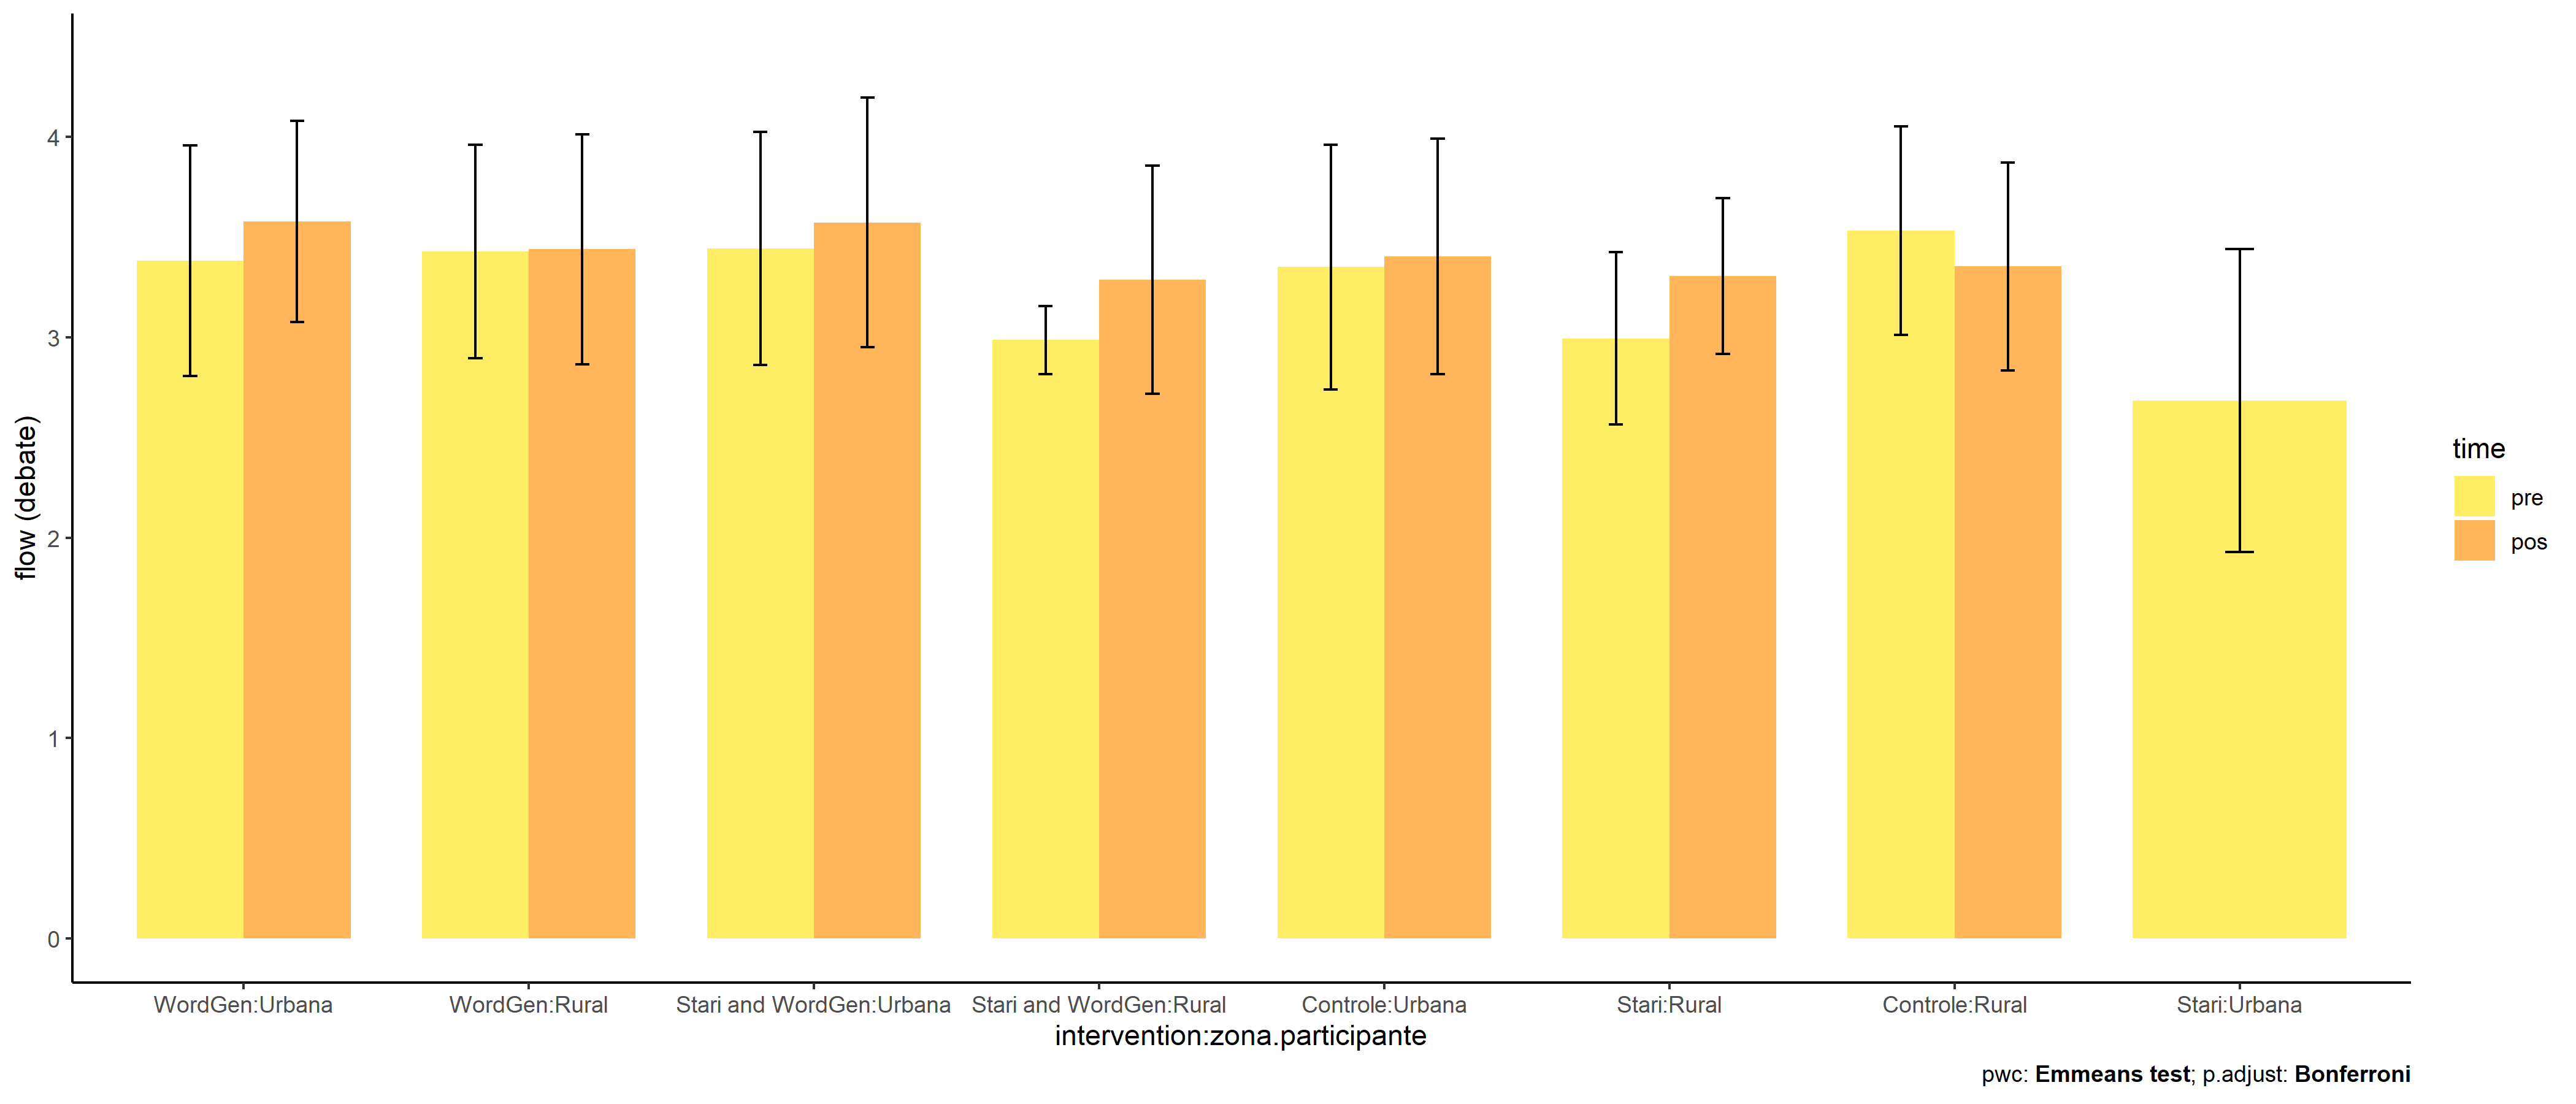 flow (debate)
4
3
2
1
0
WordGen:Urbana
WordGen:Rural
Stari and WordGen:Urbana
Stari and WordGen:Rural
Controle:Urbana
Stari:Rural
Controle:Rural
Stari:Urbana
intervention:zona.participante
time
pre
pos
pwc: Emmeans test; p.adjust: Bonferroni